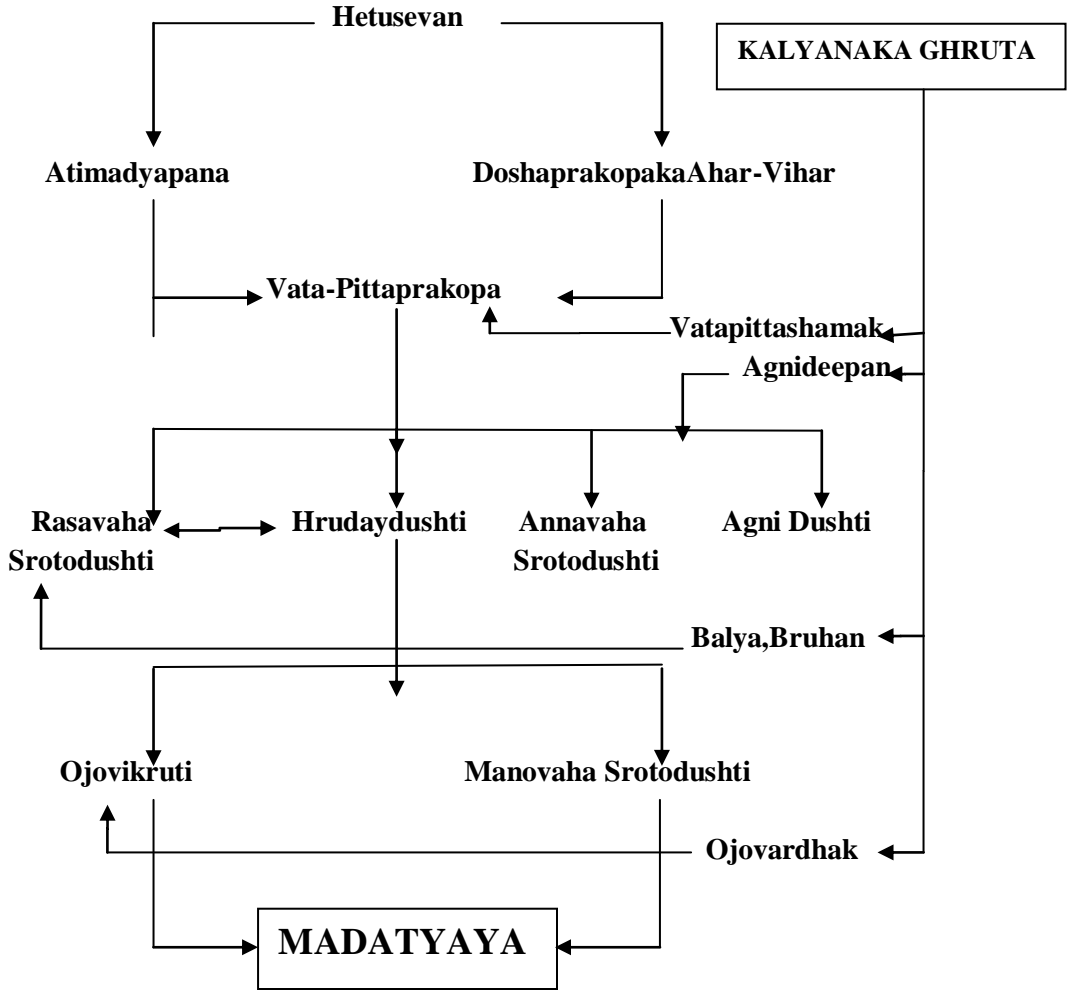 Hetusevan
KALYANAKA GHRUTA
Atimadyapana
DoshaprakopakaAhar-Vihar
Vata-Pittaprakopa
Vatapittashamak
Agnideepan
Rasavaha
Srotodushti
Hrudaydushti
Annavaha
Srotodushti
Agni Dushti
Balya,Bruhan
Ojovikruti
Manovaha Srotodushti
Ojovardhak
MADATYAYA